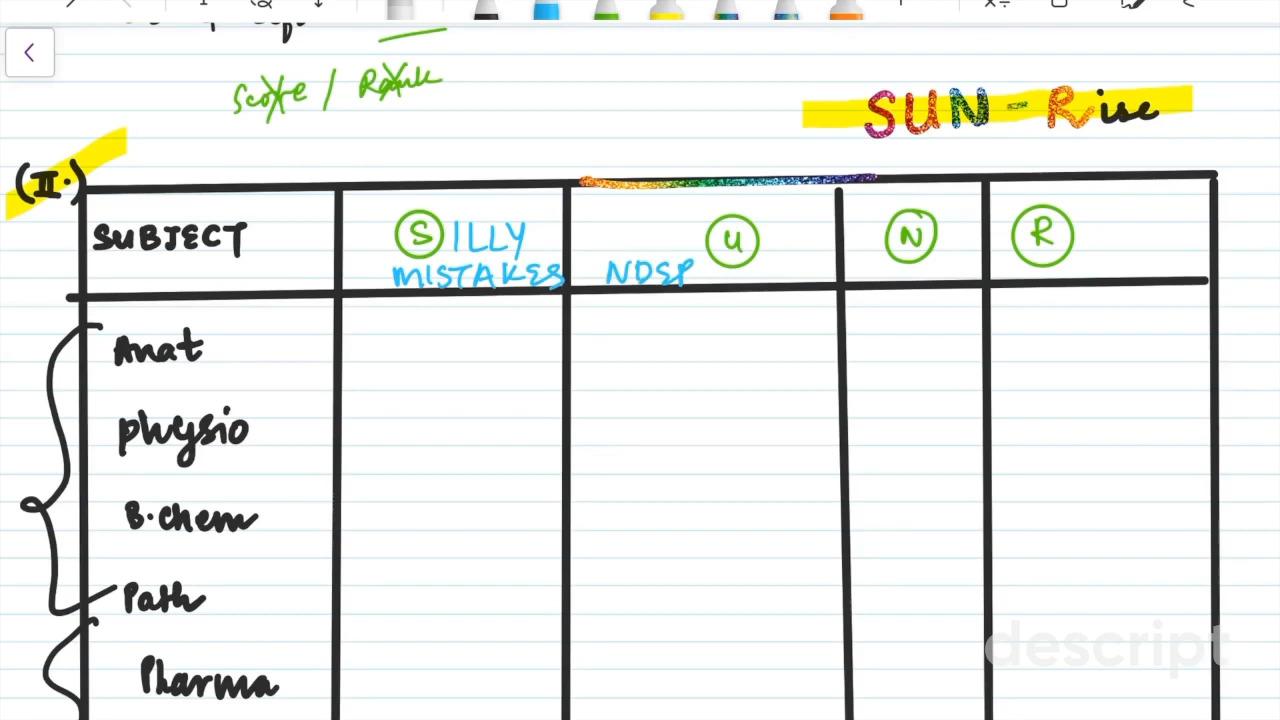 Score / Rank
SUN-Rise
(II.)
SUBJECT SILLY U N R
MISTAKES NDSP
Anat
Physio
B.chem
Path
Pharma
descript